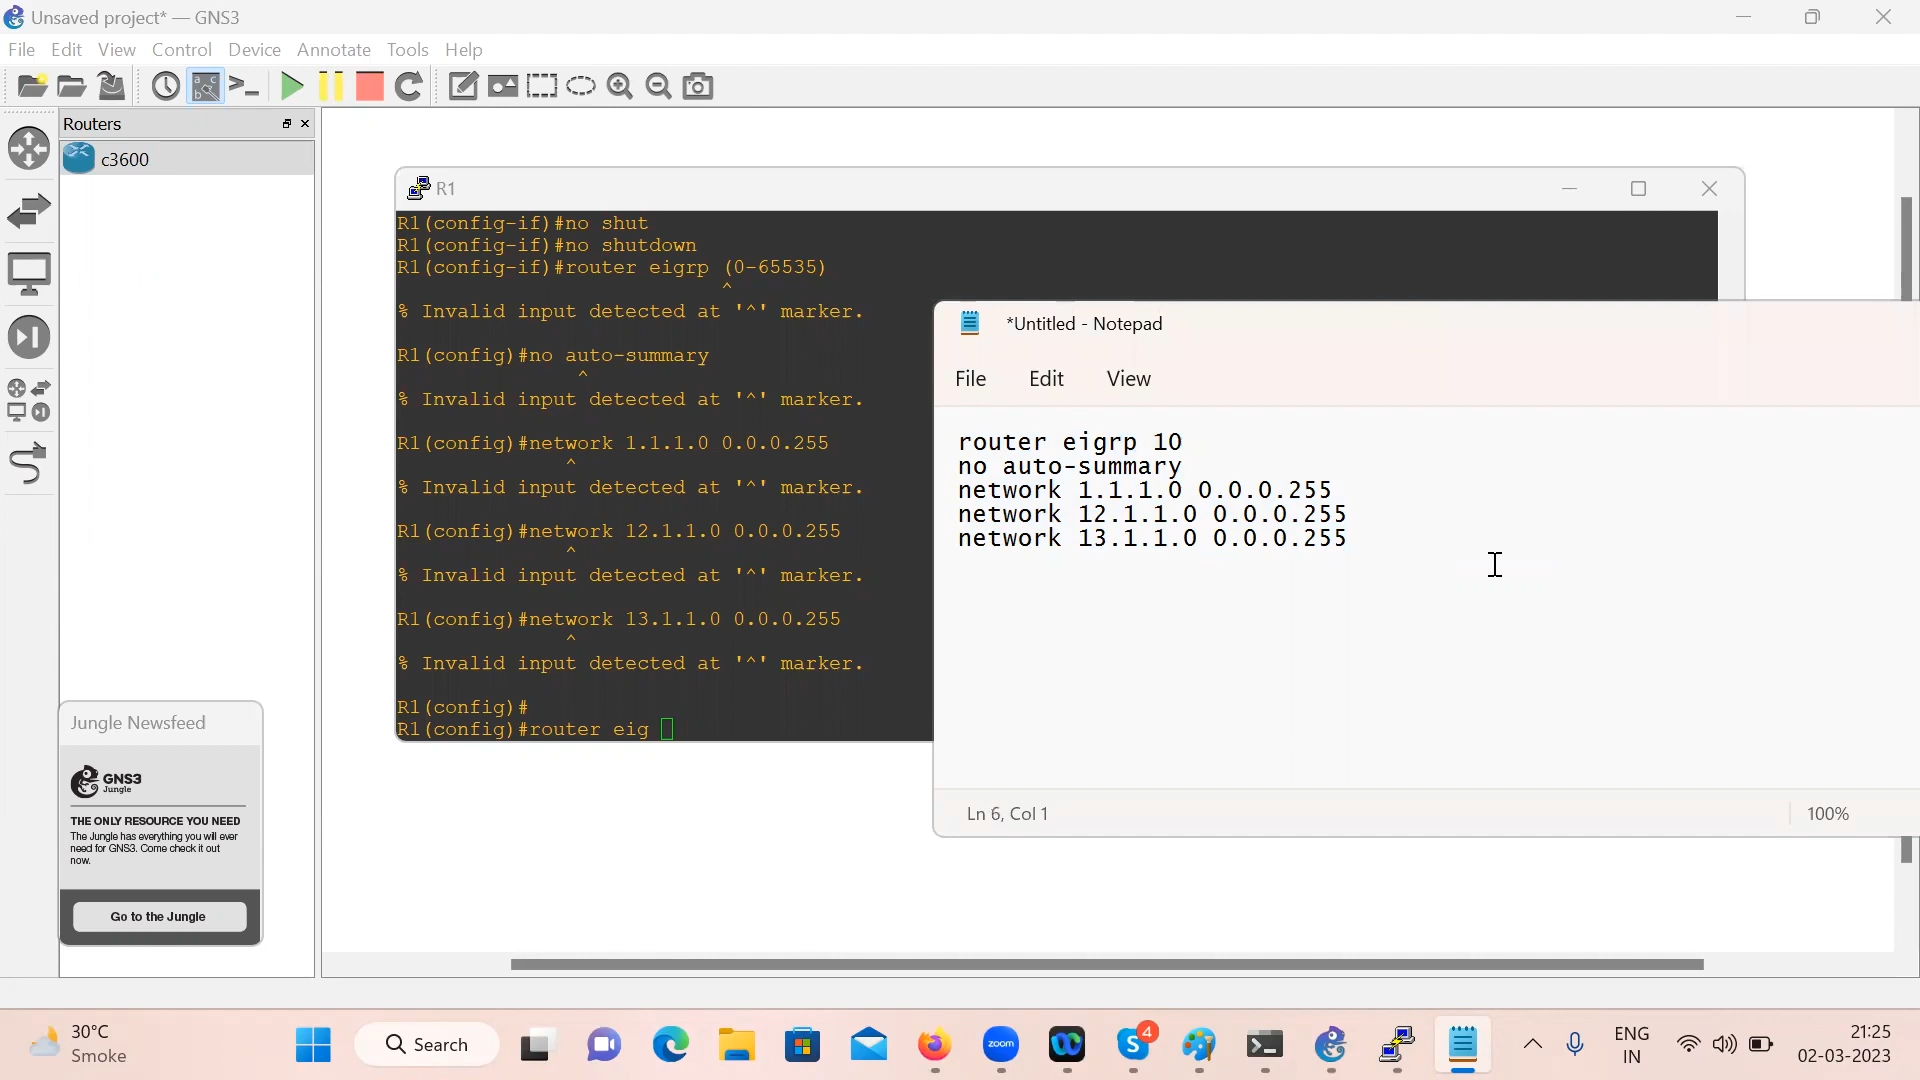 Unsaved project* — GNS3
File Edit View Control Device Annotate Tools Help
Routers
c3600
R1
R1(config-if)#no shut
R1(config-if)#no shutdown
R1(config-if)#router eigrp (0-65535)
^
% Invalid input detected at '^' marker.
R1(config)#no auto-summary
^
% Invalid input detected at '^' marker.
R1(config)#network 1.1.1.0 0.0.0.255
^
% Invalid input detected at '^' marker.
R1(config)#network 12.1.1.0 0.0.0.255
^
% Invalid input detected at '^' marker.
R1(config)#network 13.1.1.0 0.0.0.255
^
% Invalid input detected at '^' marker.
R1(config)#
R1(config)#router eig
*Untitled - Notepad
File Edit View
router eigrp 10
no auto-summary
network 1.1.1.0 0.0.0.255
network 12.1.1.0 0.0.0.255
network 13.1.1.0 0.0.0.255
Ln 6, Col 1
100%
Jungle Newsfeed
GNS3
Jungle
THE ONLY RESOURCE YOU NEED
The Jungle has everything you will ever
need for GNS3. Come check it out
now.
Go to the Jungle
30°C
Smoke
Search
zoom
4
ENG
IN
21:25
02-03-2023